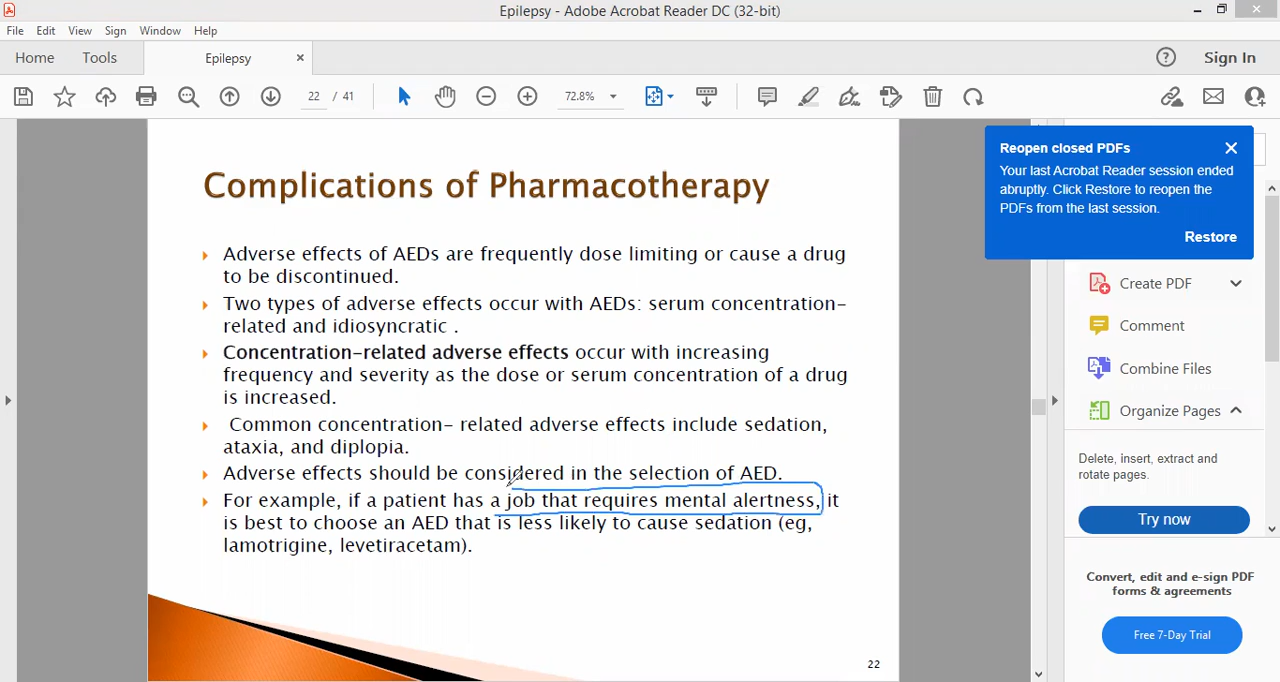 Epilepsy - Adobe Acrobat Reader DC (32-bit)
File Edit View Sign Window Help
Home Tools Epilepsy × Sign In
22 / 41 72.8%
Complications of Pharmacotherapy
Adverse effects of AEDs are frequently dose limiting or cause a drug
to be discontinued.
Two types of adverse effects occur with AEDs: serum concentration-
related and idiosyncratic .
Concentration-related adverse effects occur with increasing
frequency and severity as the dose or serum concentration of a drug
is increased.
Common concentration- related adverse effects include sedation,
ataxia, and diplopia.
Adverse effects should be considered in the selection of AED.
For example, if a patient has a job that requires mental alertness, it
is best to choose an AED that is less likely to cause sedation (eg,
lamotrigine, levetiracetam).
22
Reopen closed PDFs
Your last Acrobat Reader session ended
abruptly. Click Restore to reopen the
PDFs from the last session.
Restore
Create PDF
Comment
Combine Files
Organize Pages
Delete, insert, extract and
rotate pages.
Try now
Convert, edit and e-sign PDF
forms & agreements
Free 7-Day Trial